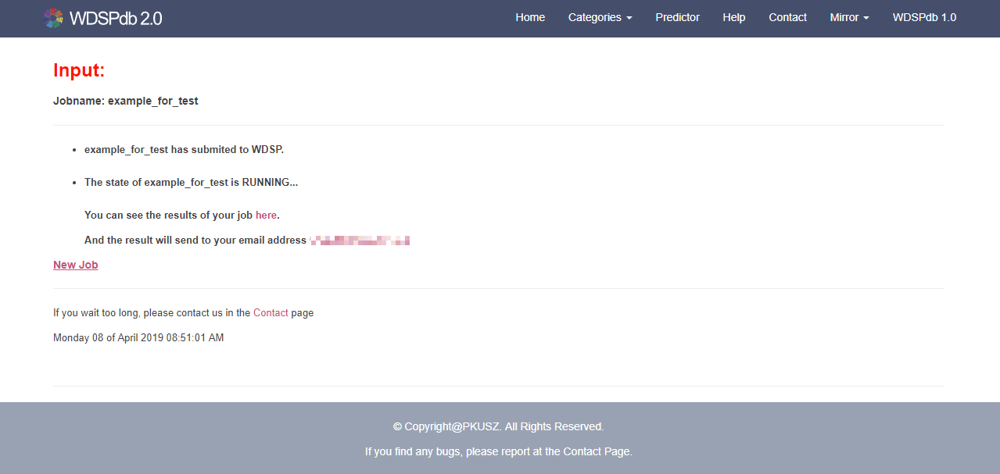 WDSPdb 2.0 Home Categories Predictor Help Contact Mirror WDSPdb 1.0
Input:
Jobname: example_for_test
example_for_test has submited to WDSP.
The state of example_for_test is RUNNING...
You can see the results of your job here.
And the result will send to your email address
New Job
If you wait too long, please contact us in the Contact page
Monday 08 of April 2019 08:51:01 AM
© Copyright@PKUSZ. All Rights Reserved.
If you find any bugs, please report at the Contact Page.